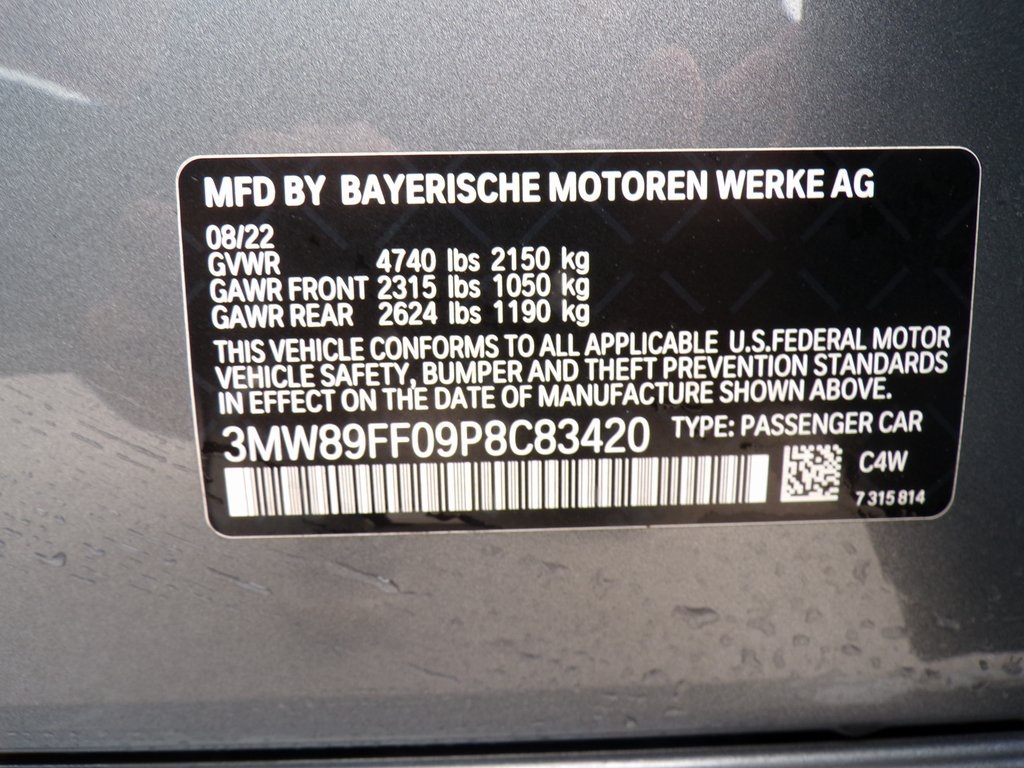 MFD BY BAYERISCHE MOTOREN WERKE AG
08/22
GVWR 4740 lbs 2150 kg
GAWR FRONT 2315 lbs 1050 kg
GAWR REAR 2624 lbs 1190 kg
THIS VEHICLE CONFORMS TO ALL APPLICABLE U.S.FEDERAL MOTOR
VEHICLE SAFETY, BUMPER AND THEFT PREVENTION STANDARDS
IN EFFECT ON THE DATE OF MANUFACTURE SHOWN ABOVE.
3MW89FF09P8C83420 TYPE: PASSENGER CAR
C4W
7 315 814